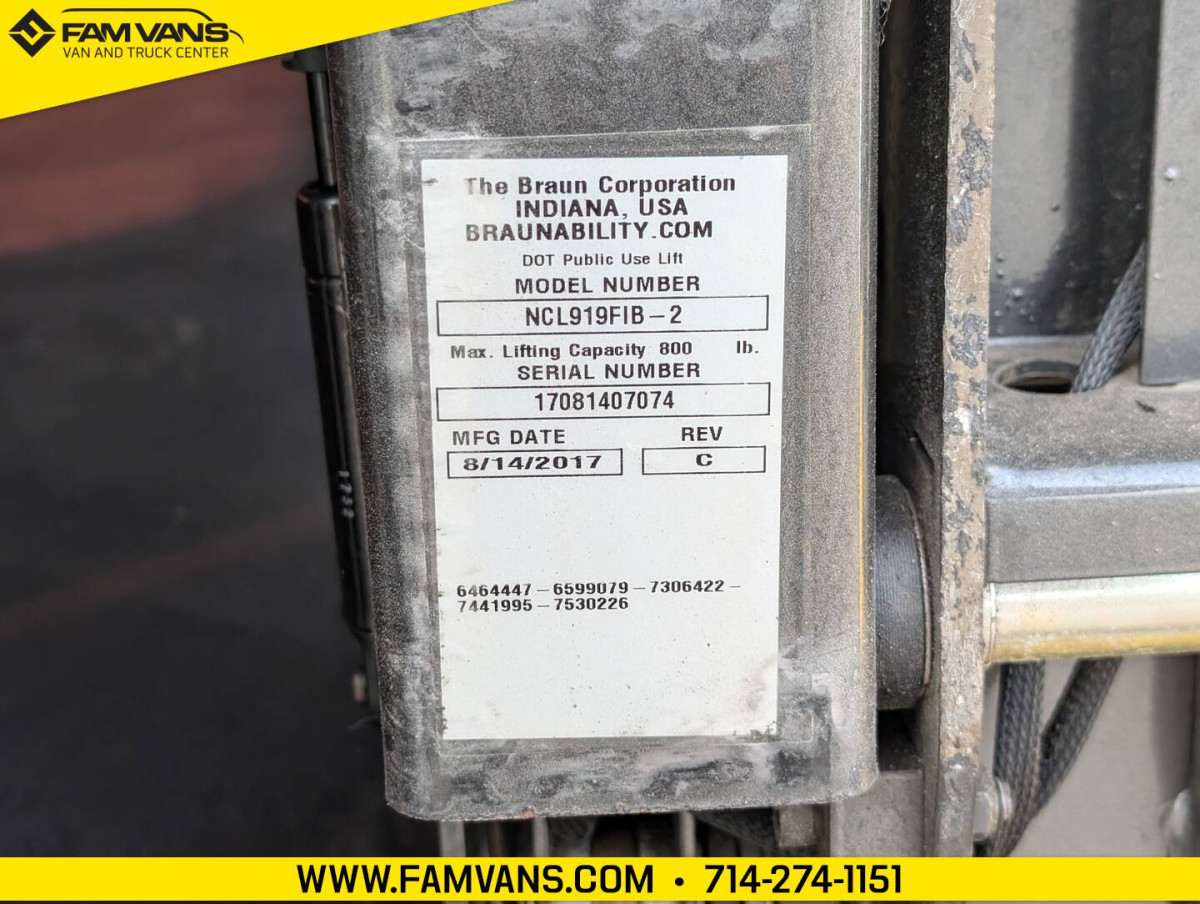 FAM VANS
VAN AND TRUCK CENTER
The Braun Corporation
INDIANA, USA
BRAUNABILITY.COM
DOT Public Use Lift
MODEL NUMBER
NCL919FIB-2
Max. Lifting Capacity 800 lb.
SERIAL NUMBER
17081407074
MFG DATE REV
8/14/2017 C
6464447-6599079-7306422-
7441995-7530226
WWW.FAMVANS.COM • 714-274-1151